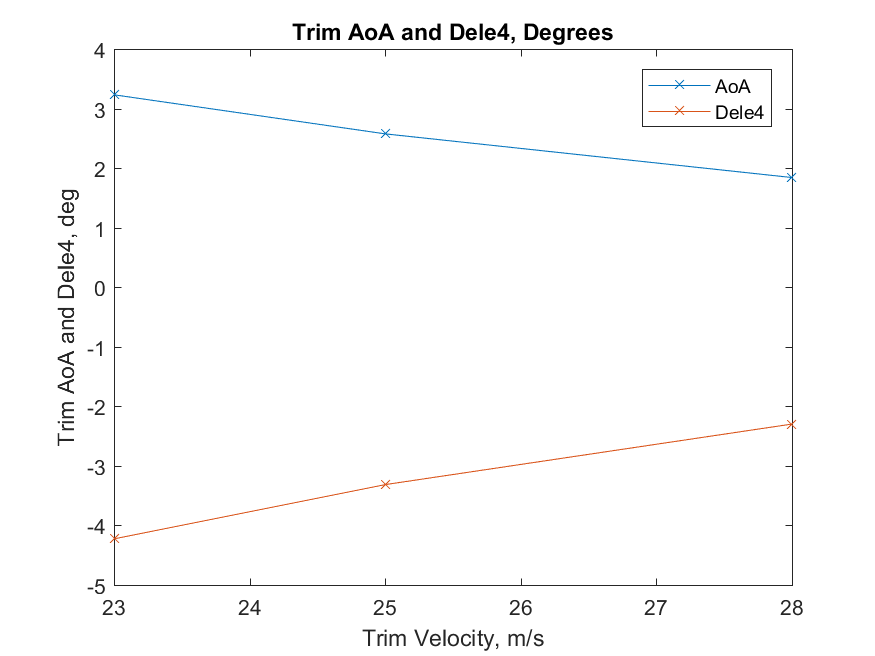 Trim AoA and Dele4, Degrees
AoA
Dele4
4
3
2
1
0
-1
-2
-3
-4
-5
Trim AoA and Dele4, deg
23 24 25 26 27 28
Trim Velocity, m/s